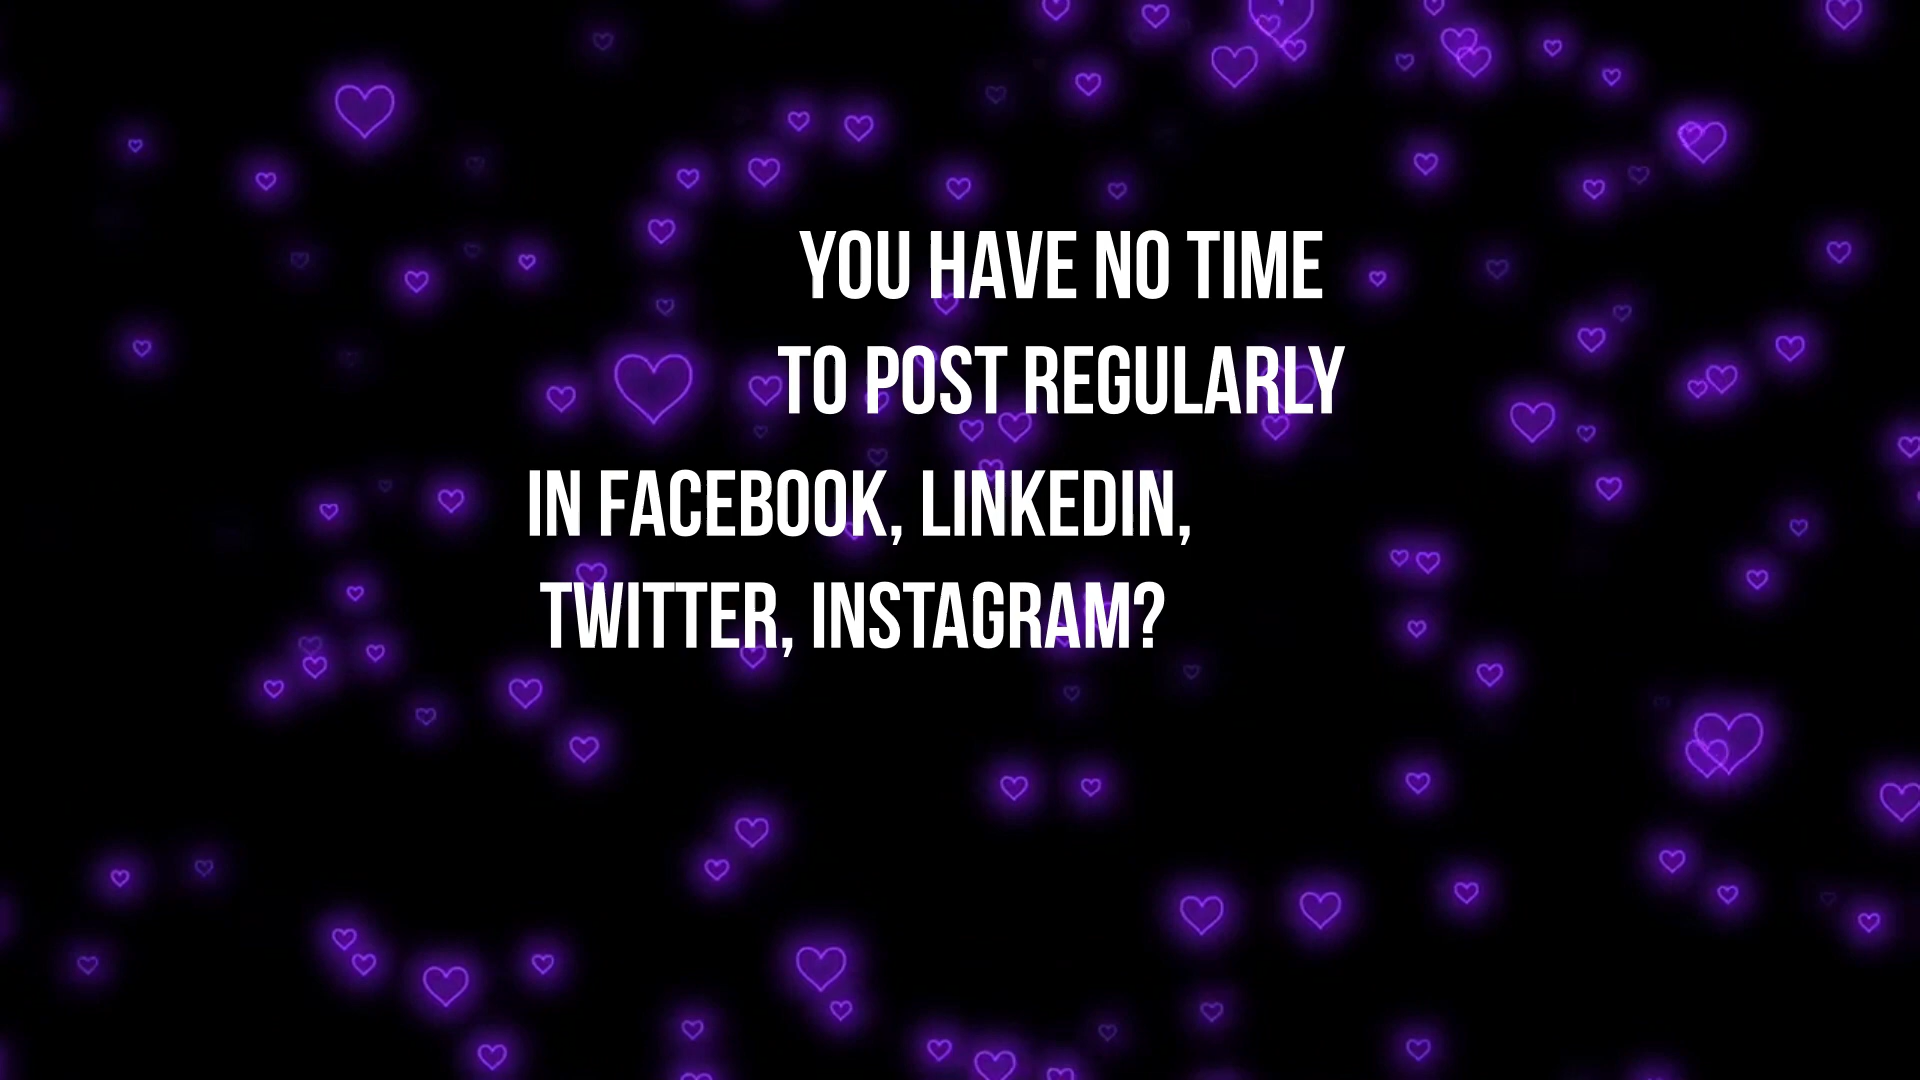 YOU HAVE NO TIME
TO POST REGULARLY
IN FACEBOOK, LINKEDIN,
TWITTER, INSTAGRAM?